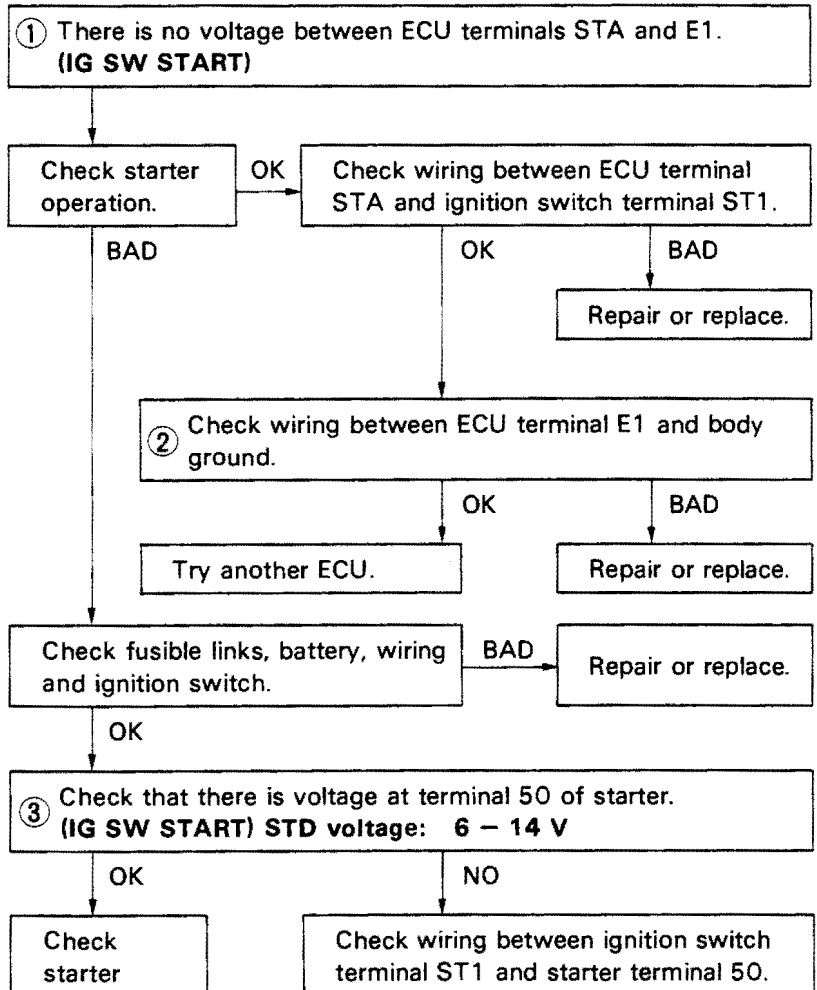 ① There is no voltage between ECU terminals STA and E1.
(IG SW START)
Check starter
operation.
OK
Check wiring between ECU terminal
STA and ignition switch terminal ST1.
BAD
OK
BAD
Repair or replace.
② Check wiring between ECU terminal E1 and body
ground.
OK
BAD
Try another ECU.
Repair or replace.
Check fusible links, battery, wiring
and ignition switch.
BAD
Repair or replace.
OK
③ Check that there is voltage at terminal 50 of starter.
(IG SW START) STD voltage: 6 – 14 V
OK
NO
Check
starter
Check wiring between ignition switch
terminal ST1 and starter terminal 50.